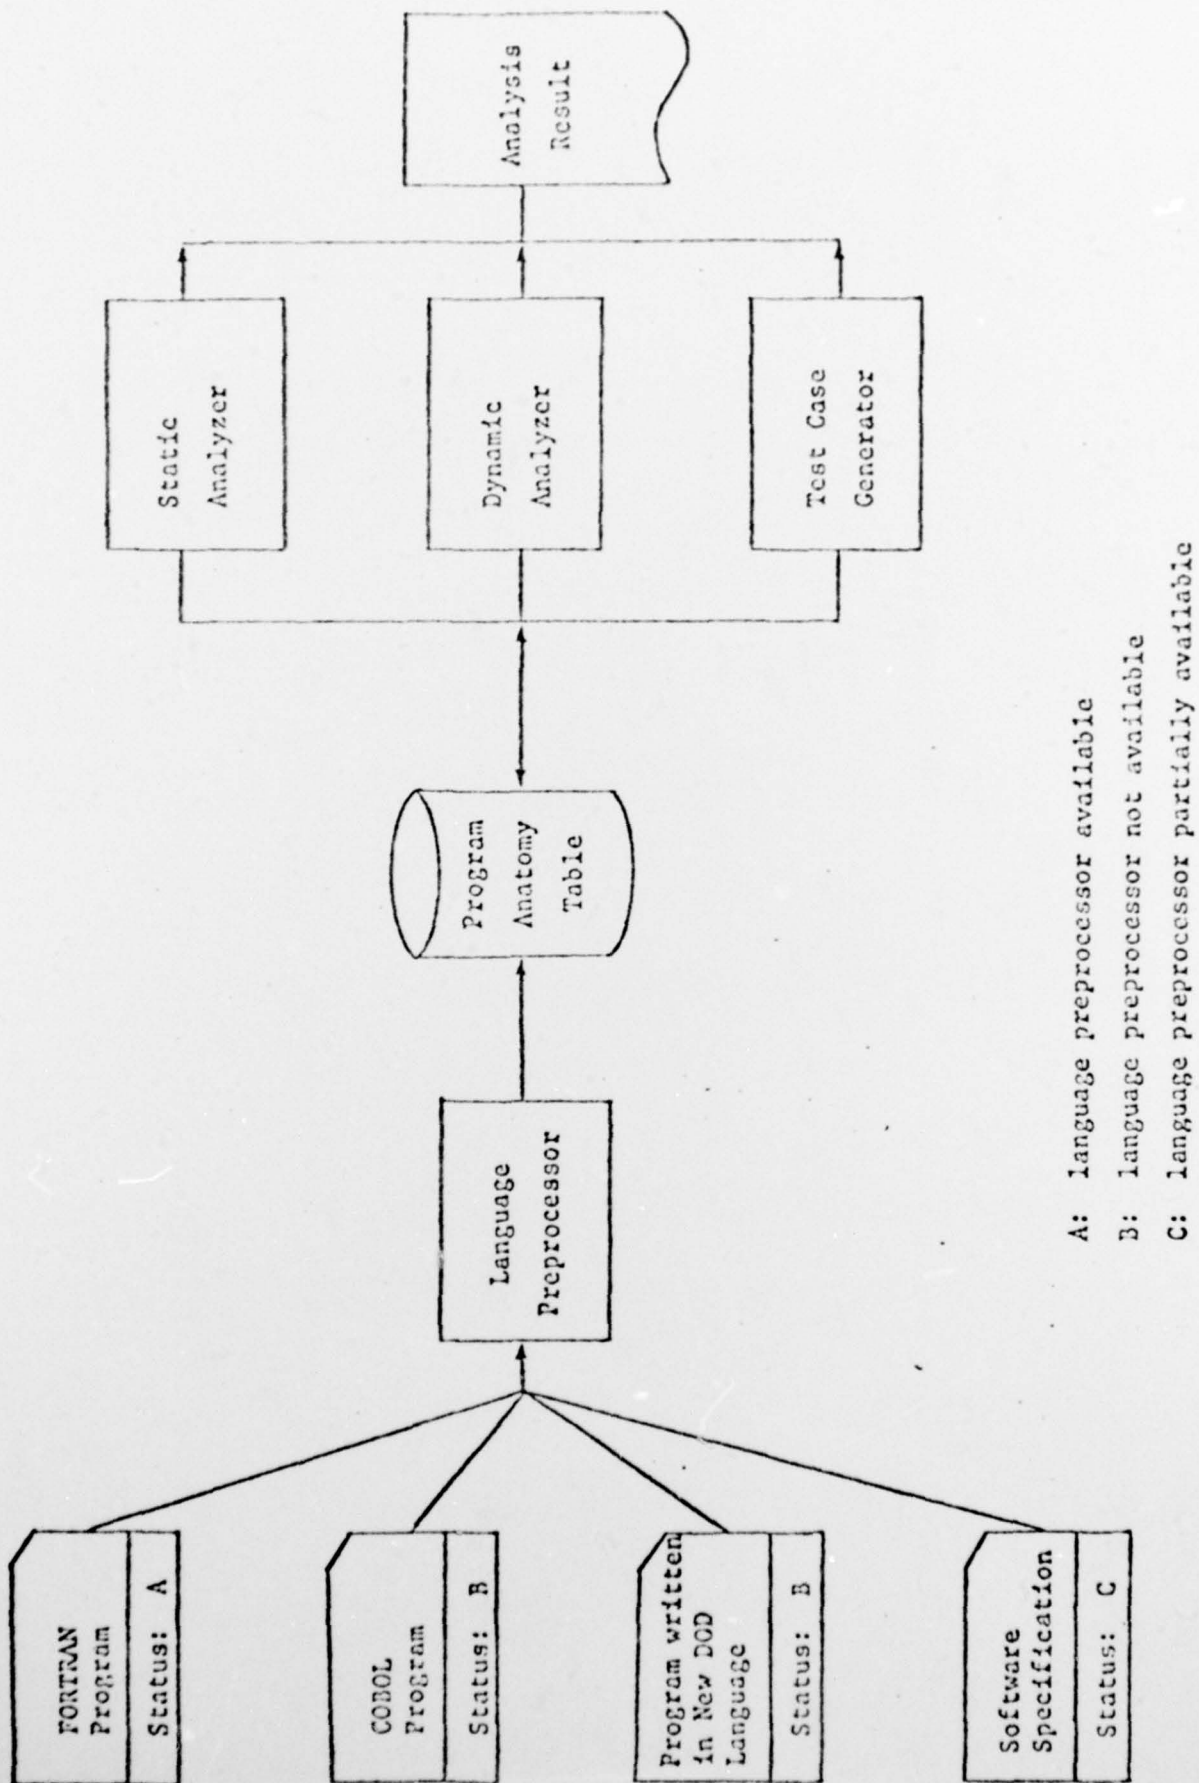 FORTRAN
Program
Status: A
COBOL
Program
Status: B
Program written
in New DOD
Language
Status: B
Software
Specification
Status: C
Language
Preprocessor
Program
Anatomy
Table
Static
Analyzer
Dynamic
Analyzer
Test Case
Generator
Analysis
Result
A: language preprocessor available
B: language preprocessor not available
C: language preprocessor partially available